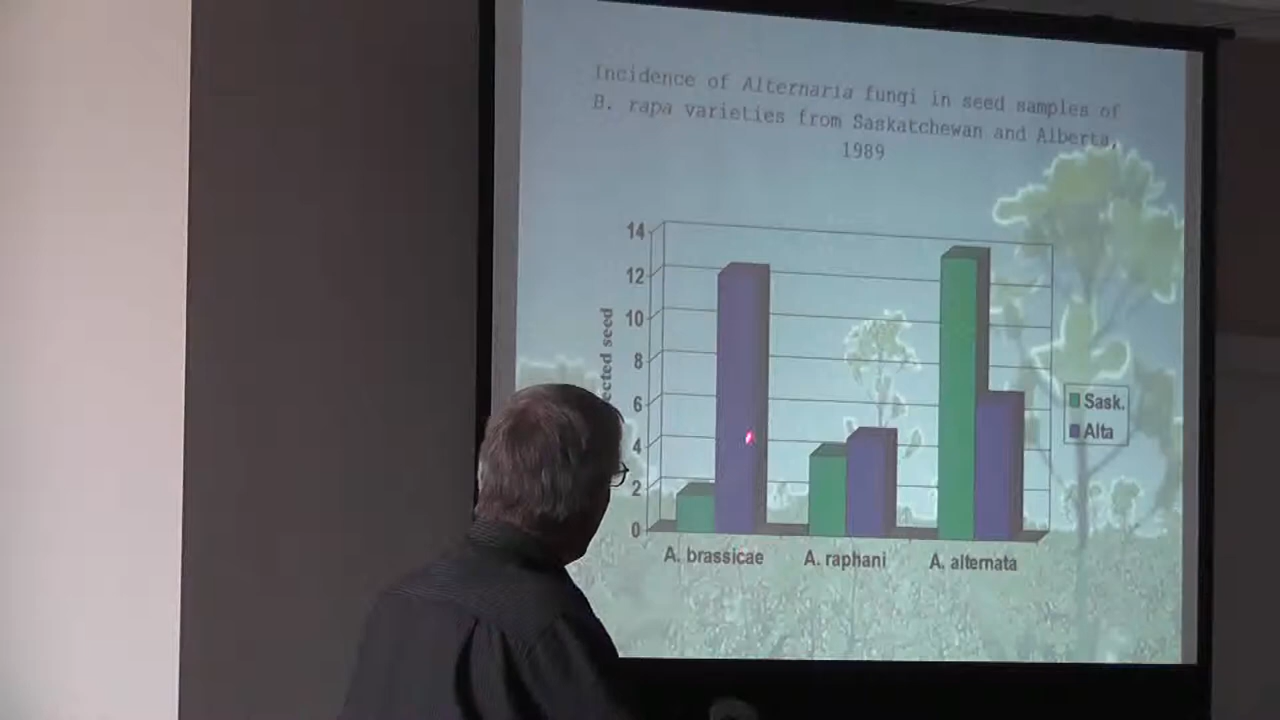 Incidence of Alternaria fungi in seed samples of
B. rapa varieties from Saskatchewan and Alberta,
1989
14
12
10
8
6
4
2
0
seed
A. brassicae A. raphani A. alternata
Sask.
Alta